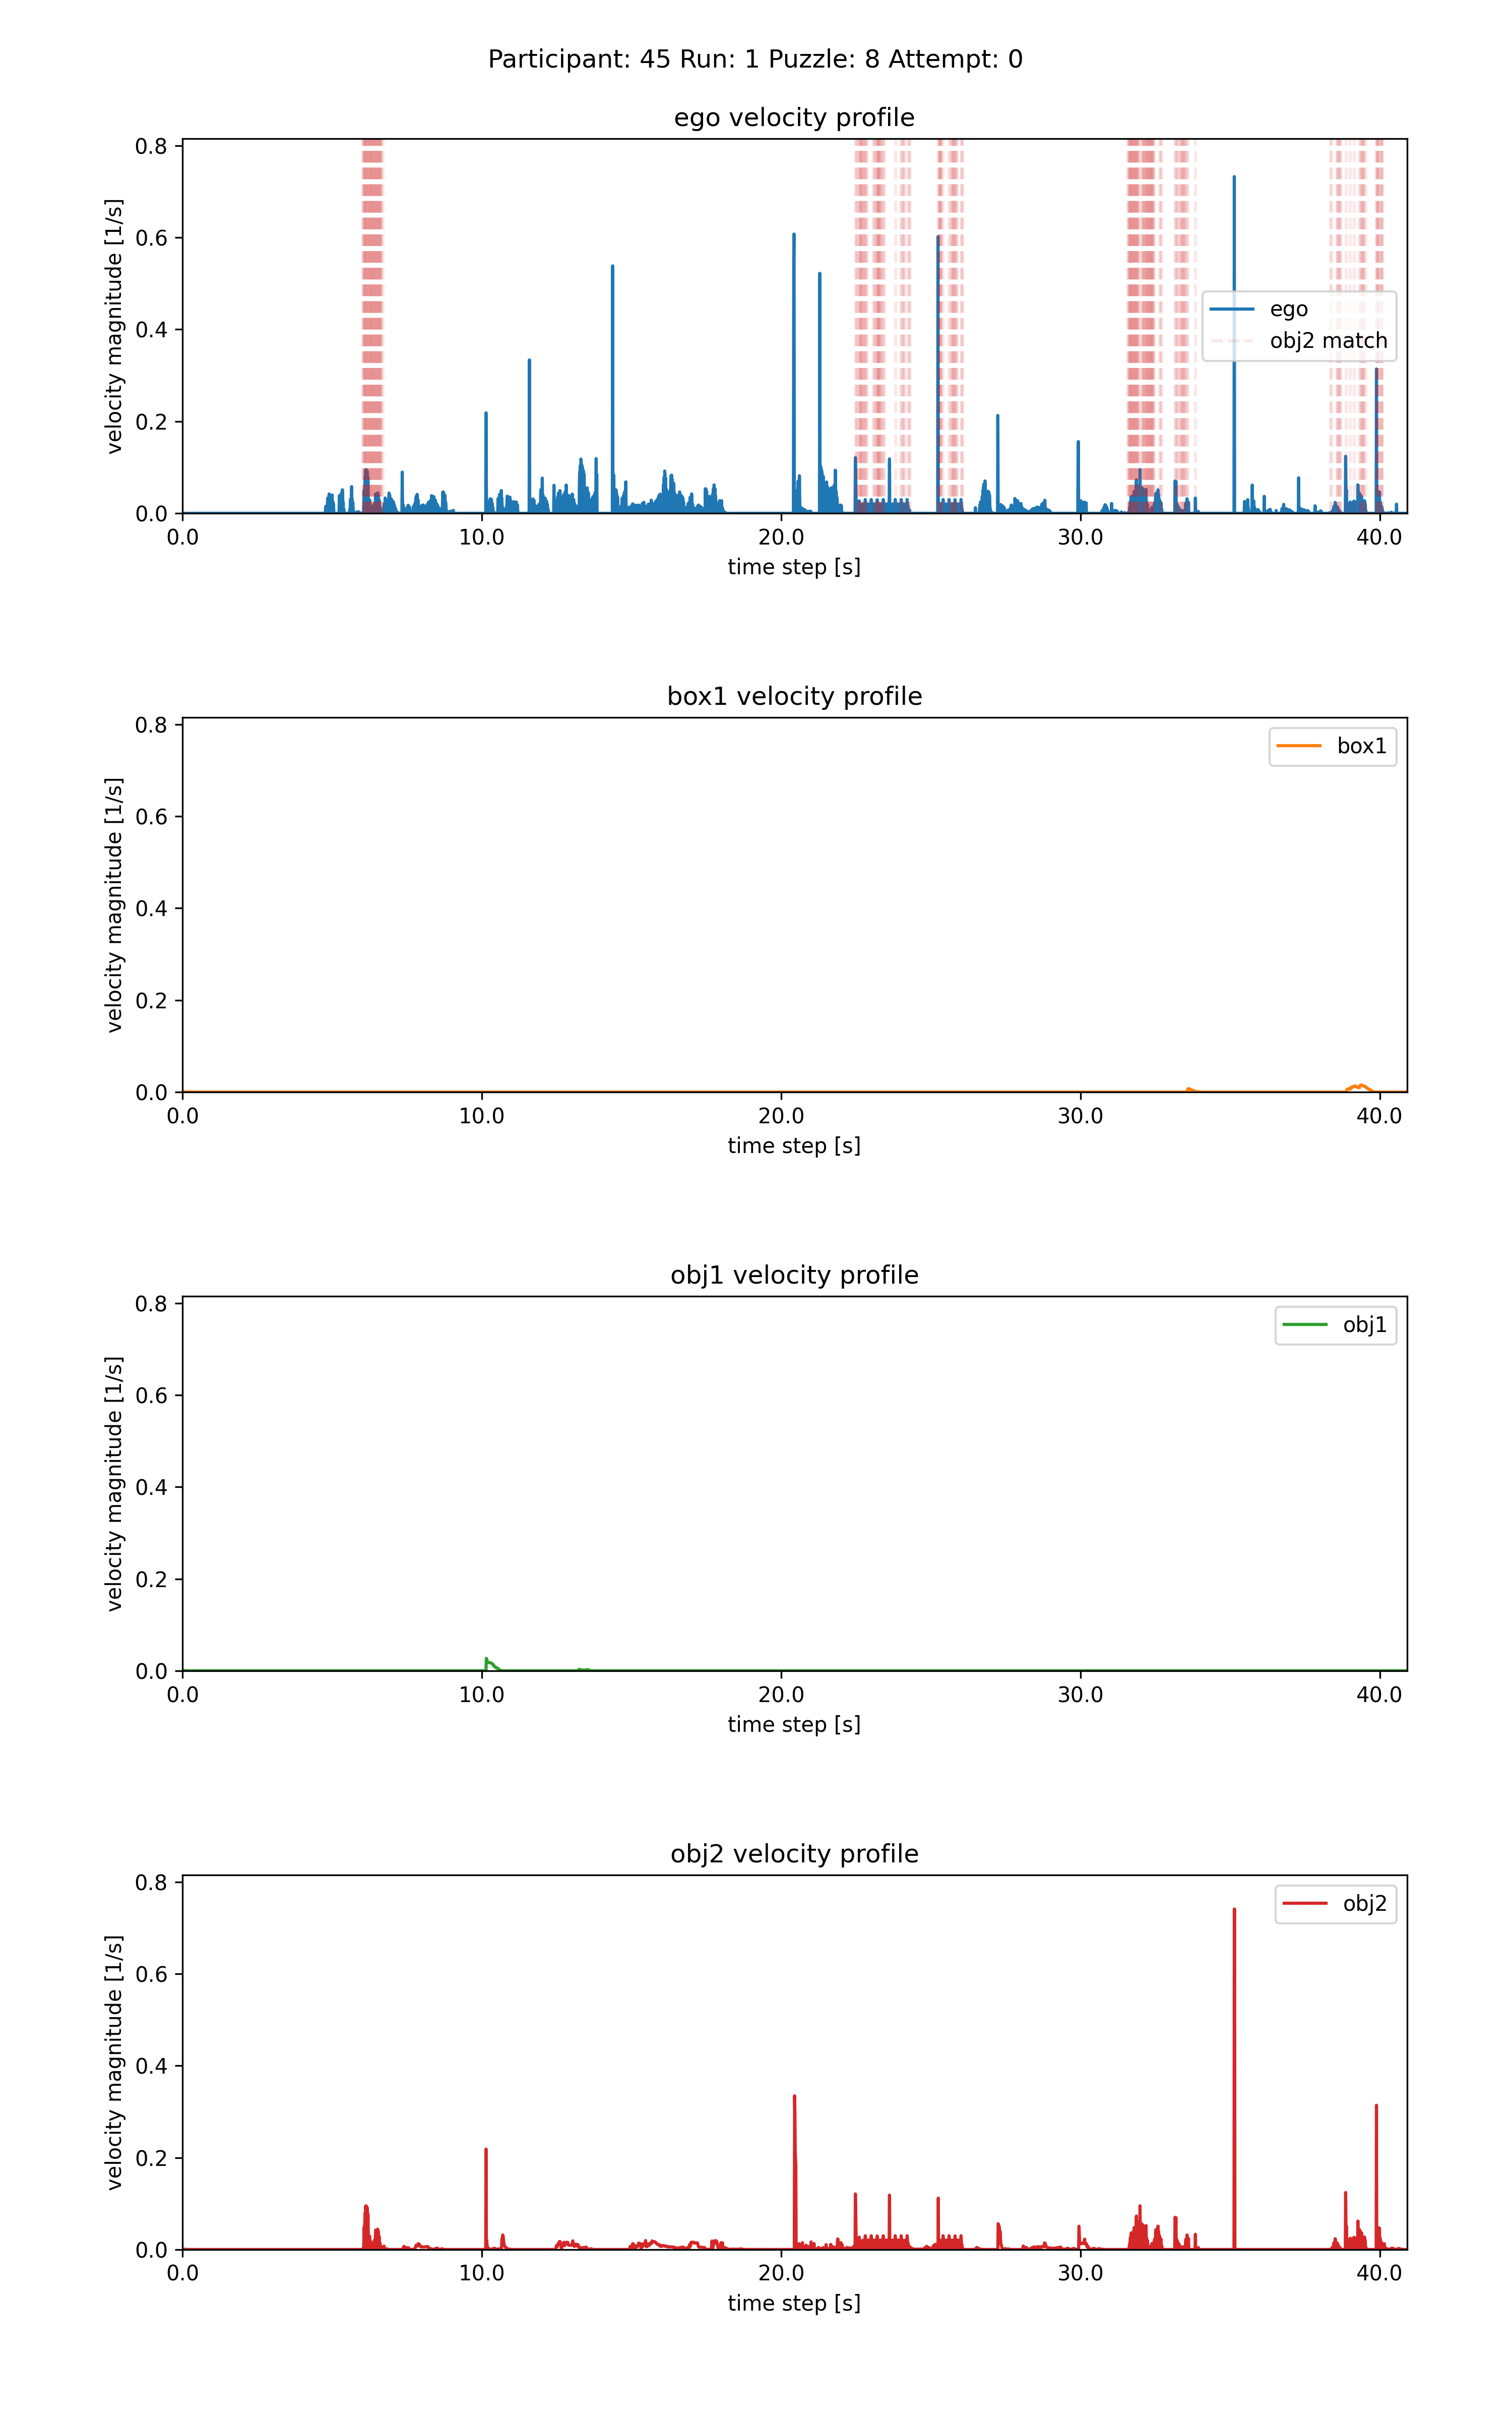 Participant: 45 Run: 1 Puzzle: 8 Attempt: 0
ego velocity profile
velocity magnitude [1/s]
0.8
0.6
0.4
0.2
0.0
ego
obj2 match
0.0 10.0 20.0 30.0 40.0
time step [s]
box1 velocity profile
velocity magnitude [1/s]
0.8
0.6
0.4
0.2
0.0
box1
0.0 10.0 20.0 30.0 40.0
time step [s]
obj1 velocity profile
velocity magnitude [1/s]
0.8
0.6
0.4
0.2
0.0
obj1
0.0 10.0 20.0 30.0 40.0
time step [s]
obj2 velocity profile
velocity magnitude [1/s]
0.8
0.6
0.4
0.2
0.0
obj2
0.0 10.0 20.0 30.0 40.0
time step [s]